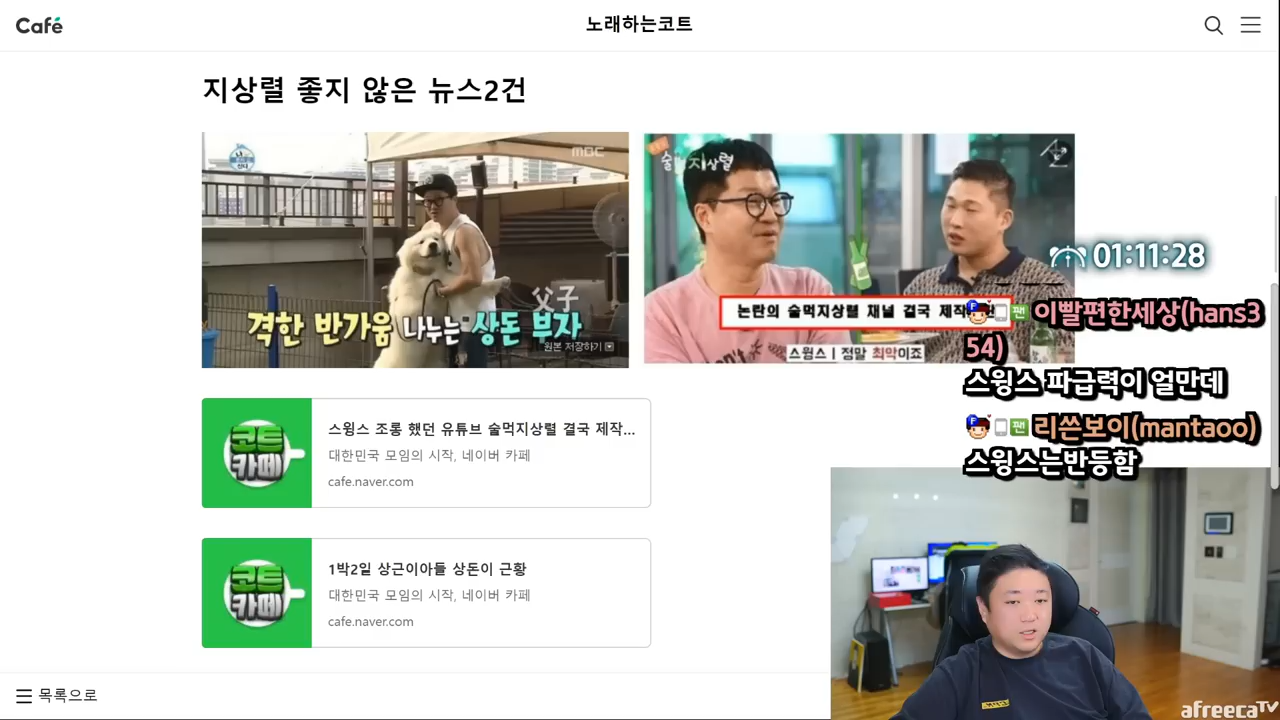 Café
노래하는코트
지상렬 좋지 않은 뉴스2건
MBC
父子
격한 반가움 나누는 상돈 부자
원본 저장하기
술먹지상렬
논란의 술먹지상렬 채널 결국 제작
스윙스 | 정말 최악이죠
01:11:28
이빨편한세상(hans3
54)
스윙스 파급력이 얼만데
리쓴보이(mantaoo)
스윙스는반등함
코트
카페
스윙스 조롱 했던 유튜브 술먹지상렬 결국 제작...
대한민국 모임의 시작, 네이버 카페
cafe.naver.com
코트
카페
1박2일 상근이아들 상돈이 근황
대한민국 모임의 시작, 네이버 카페
cafe.naver.com
목록으로
afreecaTV